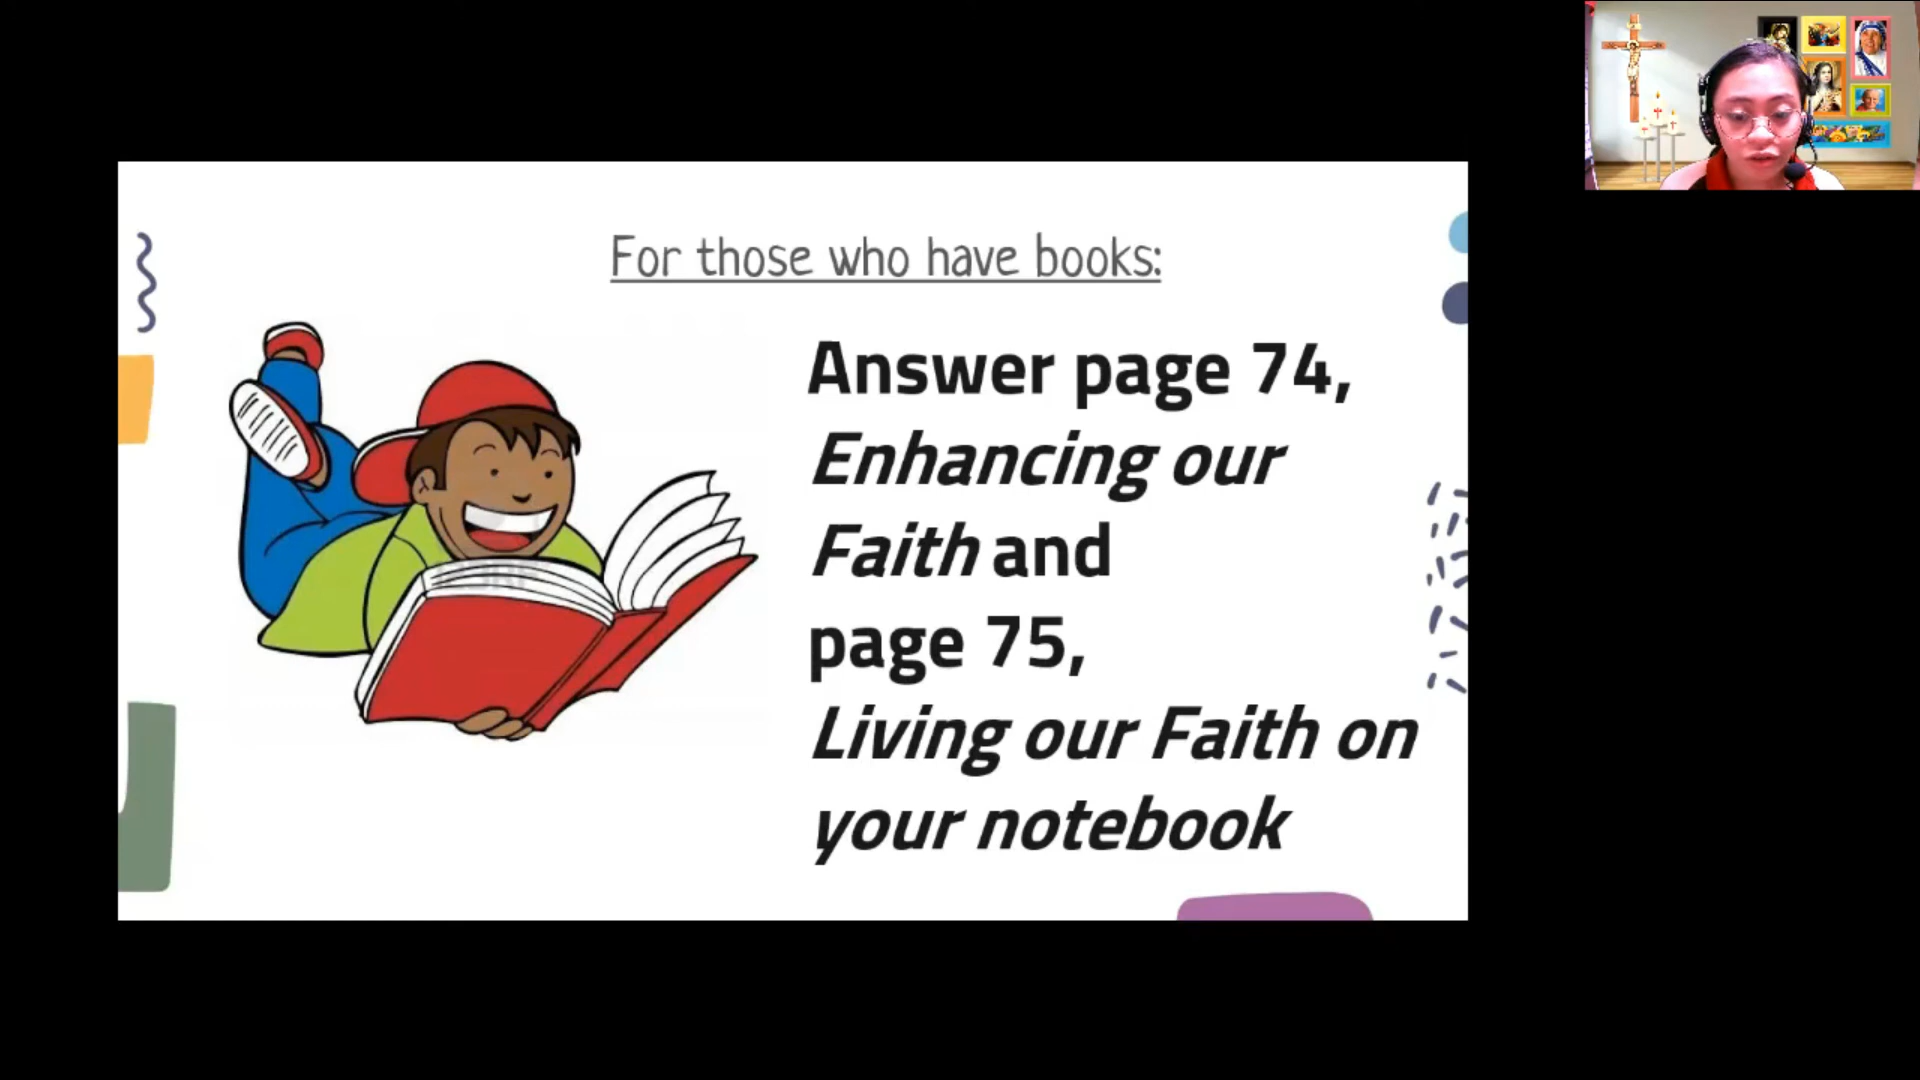 For those who have books:
Answer page 74,
Enhancing our
Faith and
page 75,
Living our Faith on
your notebook